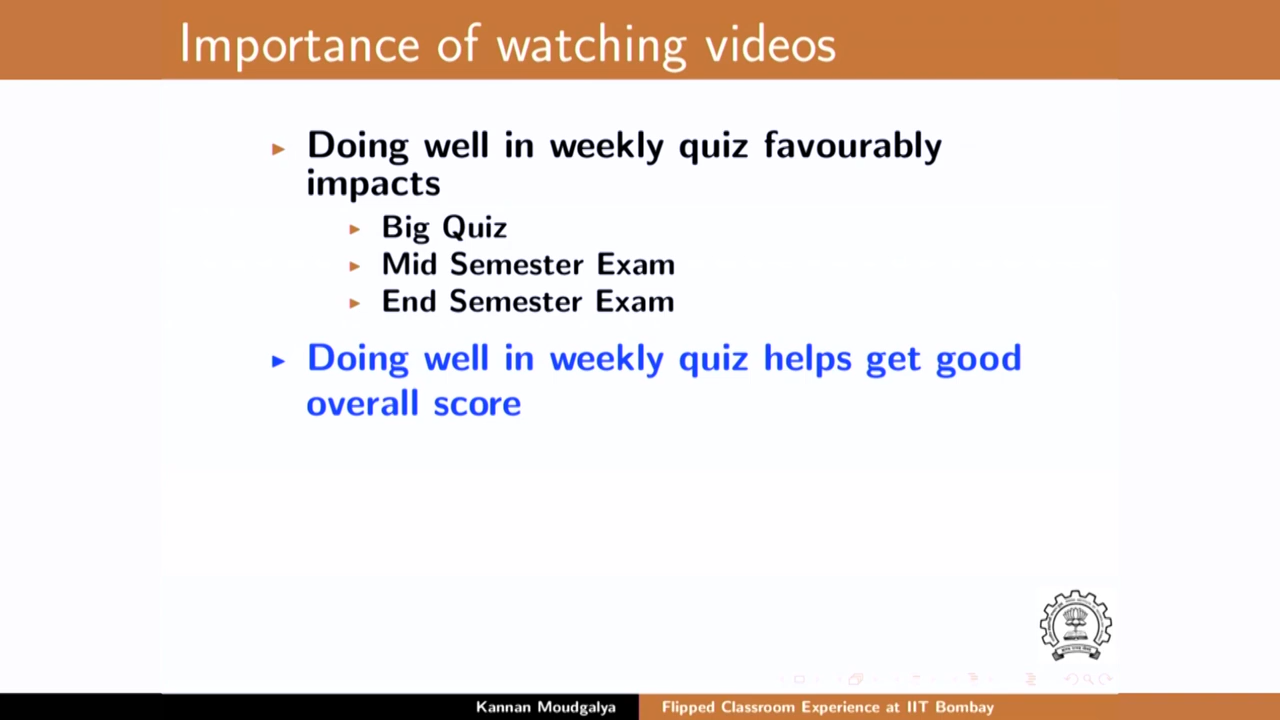 Importance of watching videos
Doing well in weekly quiz favourably
impacts
Big Quiz
Mid Semester Exam
End Semester Exam
Doing well in weekly quiz helps get good
overall score
Kannan Moudgalya
Flipped Classroom Experience at IIT Bombay